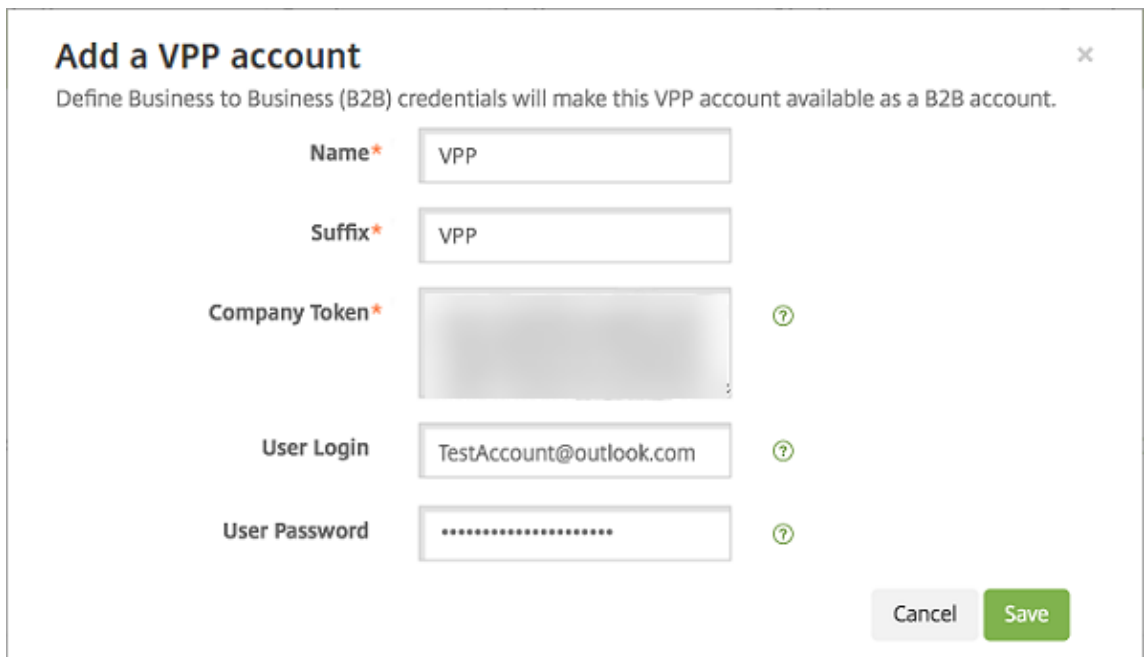 Add a VPP account
×
Define Business to Business (B2B) credentials will make this VPP account available as a B2B account.
Name* VPP
Suffix* VPP
Company Token* ?
User Login TestAccount@outlook.com ?
User Password ••••••••••••••••••••• ?
Cancel Save